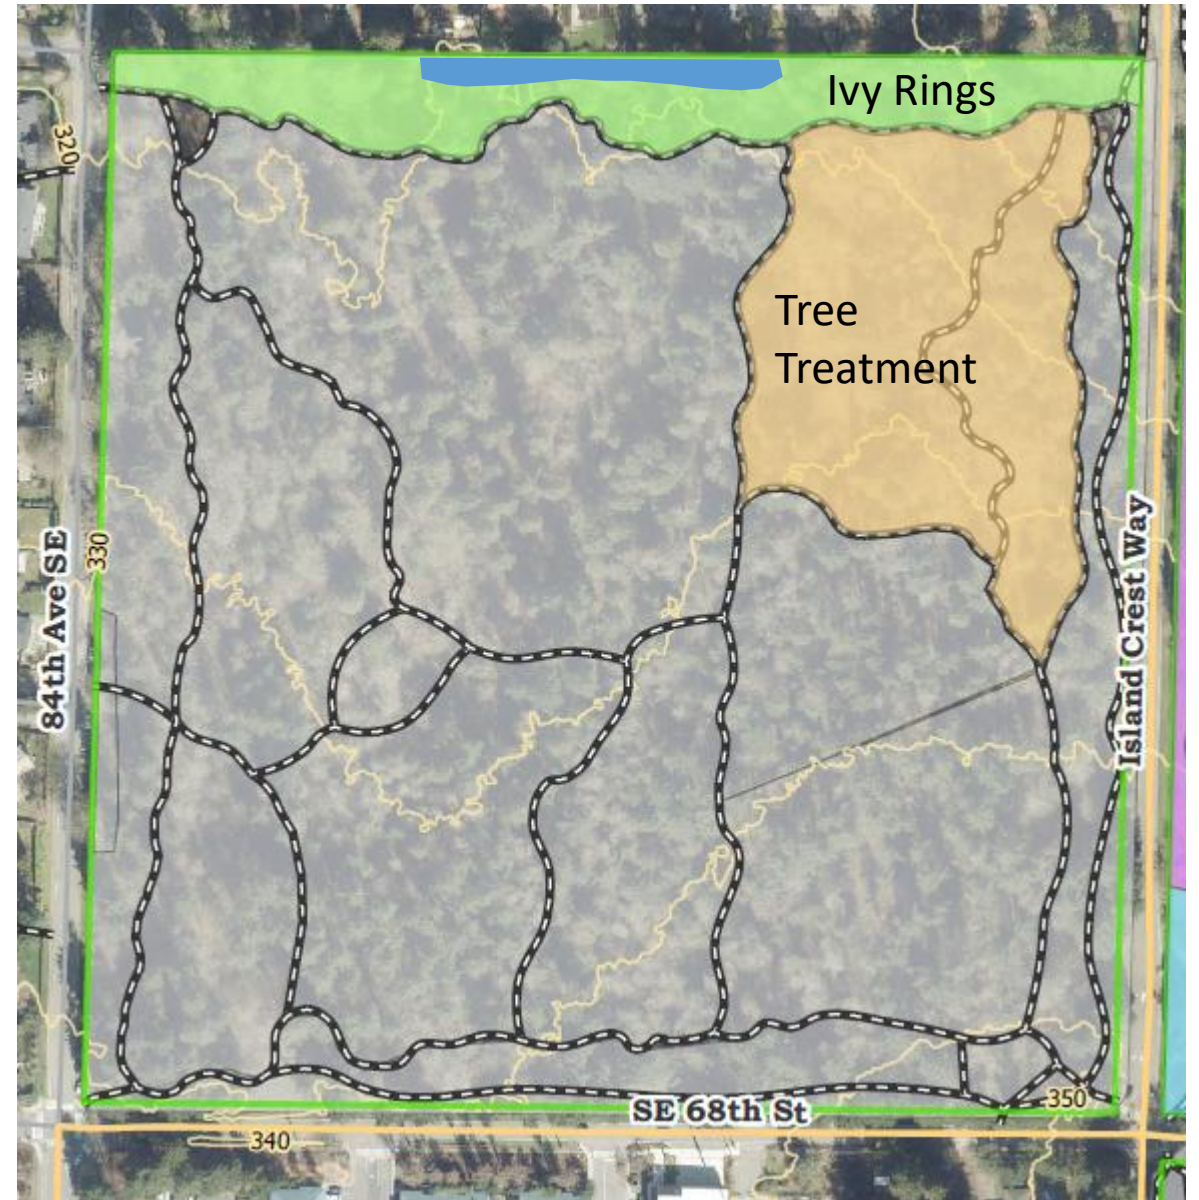 Ivy Rings
320
Tree
Treatment
330
84th Ave SE
Island Crest Way
350
SE 68th St
340